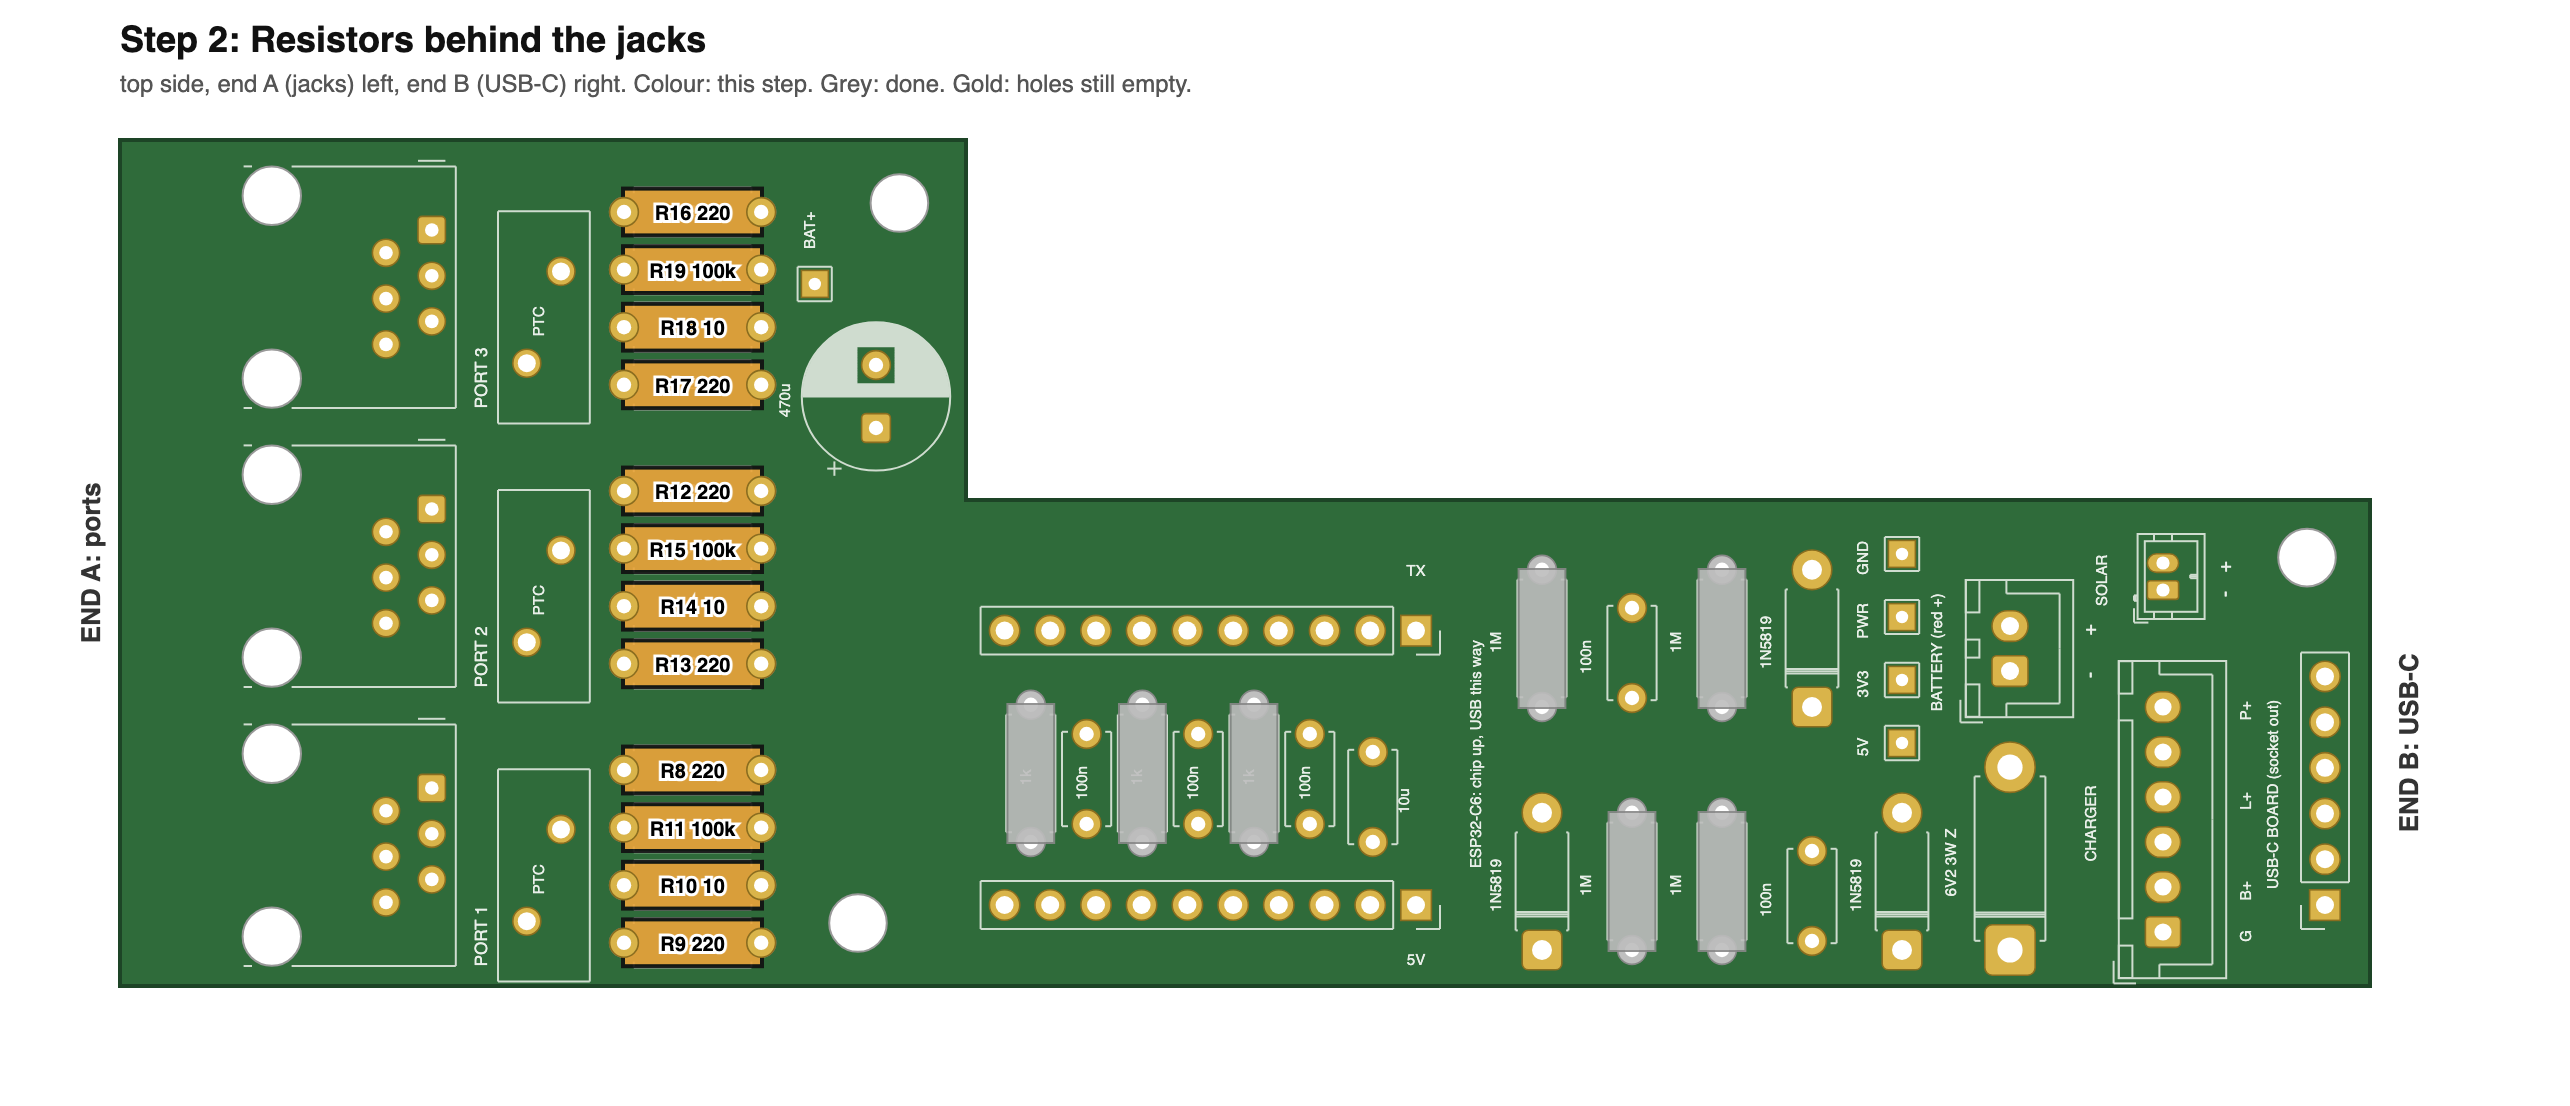 Step 2: Resistors behind the jacks
top side, end A (jacks) left, end B (USB-C) right. Colour: this step. Grey: done. Gold: holes still empty.
END A: ports
PORT 3
PTC
R16 220
R19 100k
R18 10
R17 220
BAT+
470u
+
PORT 2
PTC
R12 220
R15 100k
R14 10
R13 220
PORT 1
PTC
R8 220
R11 100k
R10 10
R9 220
TX
1k
100n
1k
100n
1k
100n
10u
5V
ESP32-C6: chip up, USB this way
1M
100n
1M
1N5819
1N5819
1M
1M
100n
1N5819
GND
PWR
3V3
5V
BATTERY (red +)
+
-
6V2 3W Z
SOLAR
+
-
CHARGER
P+
L+
B+
G
USB-C BOARD (socket out)
END B: USB-C